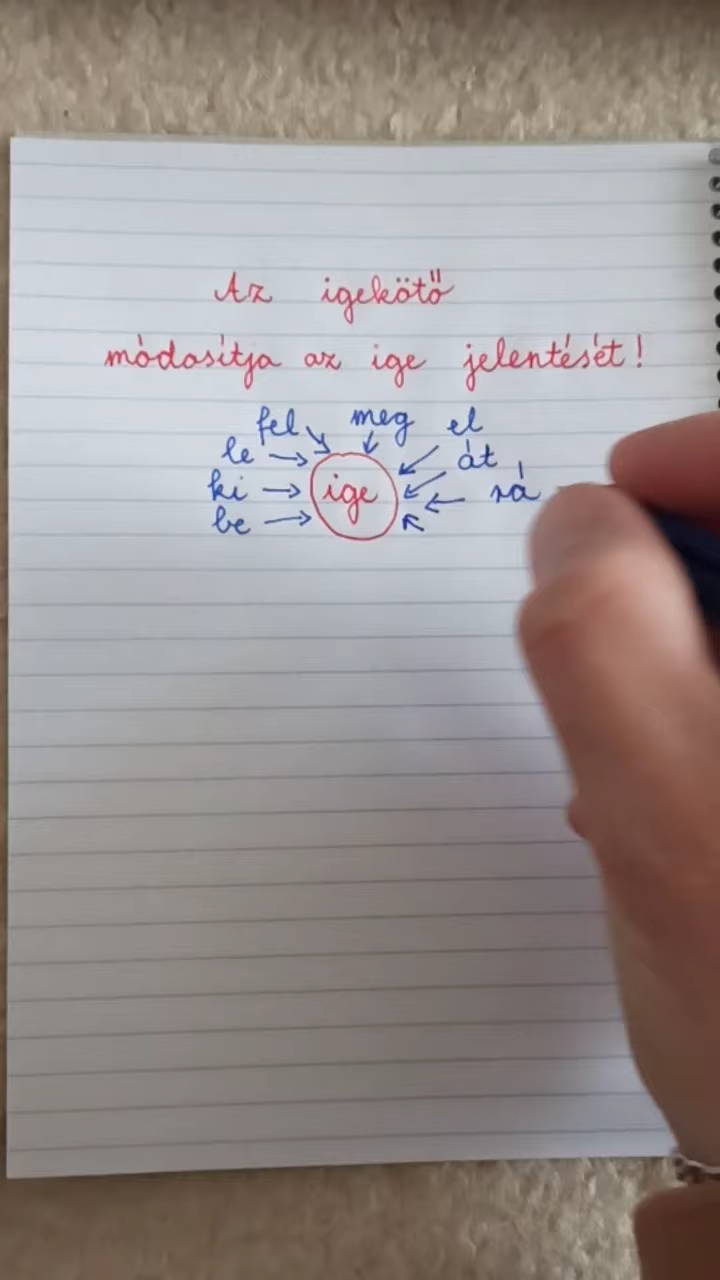 Az igekötő
módosítja az ige jelentését!
fel meg el
le át
ki ige rá
be